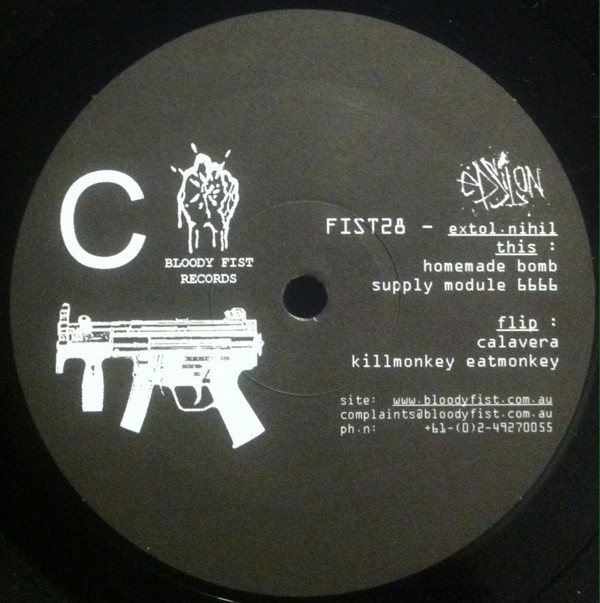 C
BLOODY FIST
RECORDS
epsilon
FIST28 - extol.nihil
this :
homemade bomb
supply module 6666
flip :
calavera
killmonkey eatmonkey
site: www.bloodyfist.com.au
complaints@bloodyfist.com.au
ph.n: +61-(0)2-49270055